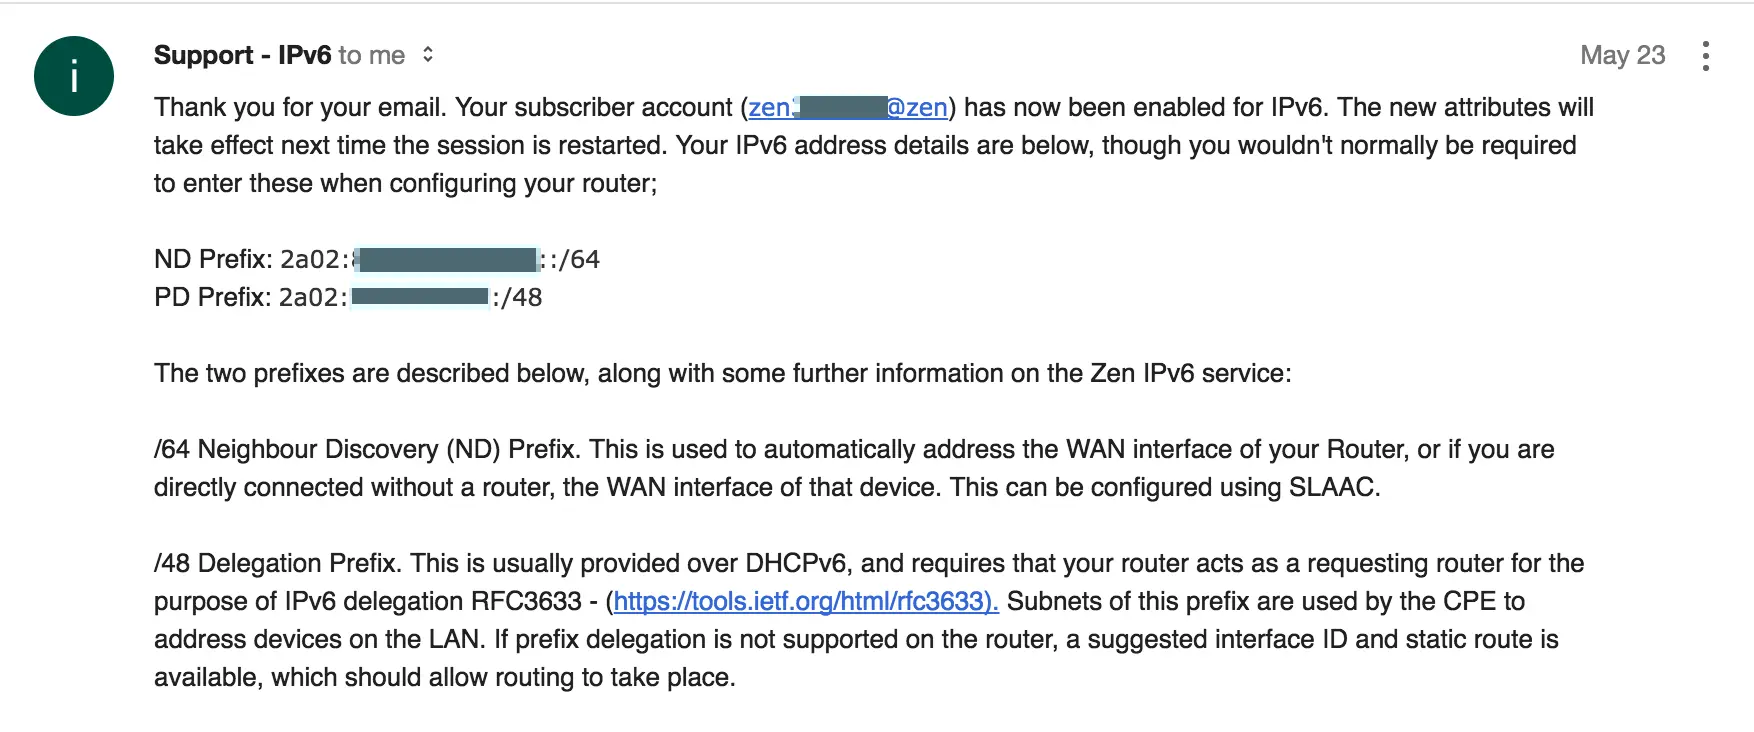 i
Support - IPv6 to me
May 23
Thank you for your email. Your subscriber account (zen @zen) has now been enabled for IPv6. The new attributes will
take effect next time the session is restarted. Your IPv6 address details are below, though you wouldn't normally be required
to enter these when configuring your router;
ND Prefix: 2a02: ::/64
PD Prefix: 2a02: :/48
The two prefixes are described below, along with some further information on the Zen IPv6 service:
/64 Neighbour Discovery (ND) Prefix. This is used to automatically address the WAN interface of your Router, or if you are
directly connected without a router, the WAN interface of that device. This can be configured using SLAAC.
/48 Delegation Prefix. This is usually provided over DHCPv6, and requires that your router acts as a requesting router for the
purpose of IPv6 delegation RFC3633 - (https://tools.ietf.org/html/rfc3633). Subnets of this prefix are used by the CPE to
address devices on the LAN. If prefix delegation is not supported on the router, a suggested interface ID and static route is
available, which should allow routing to take place.